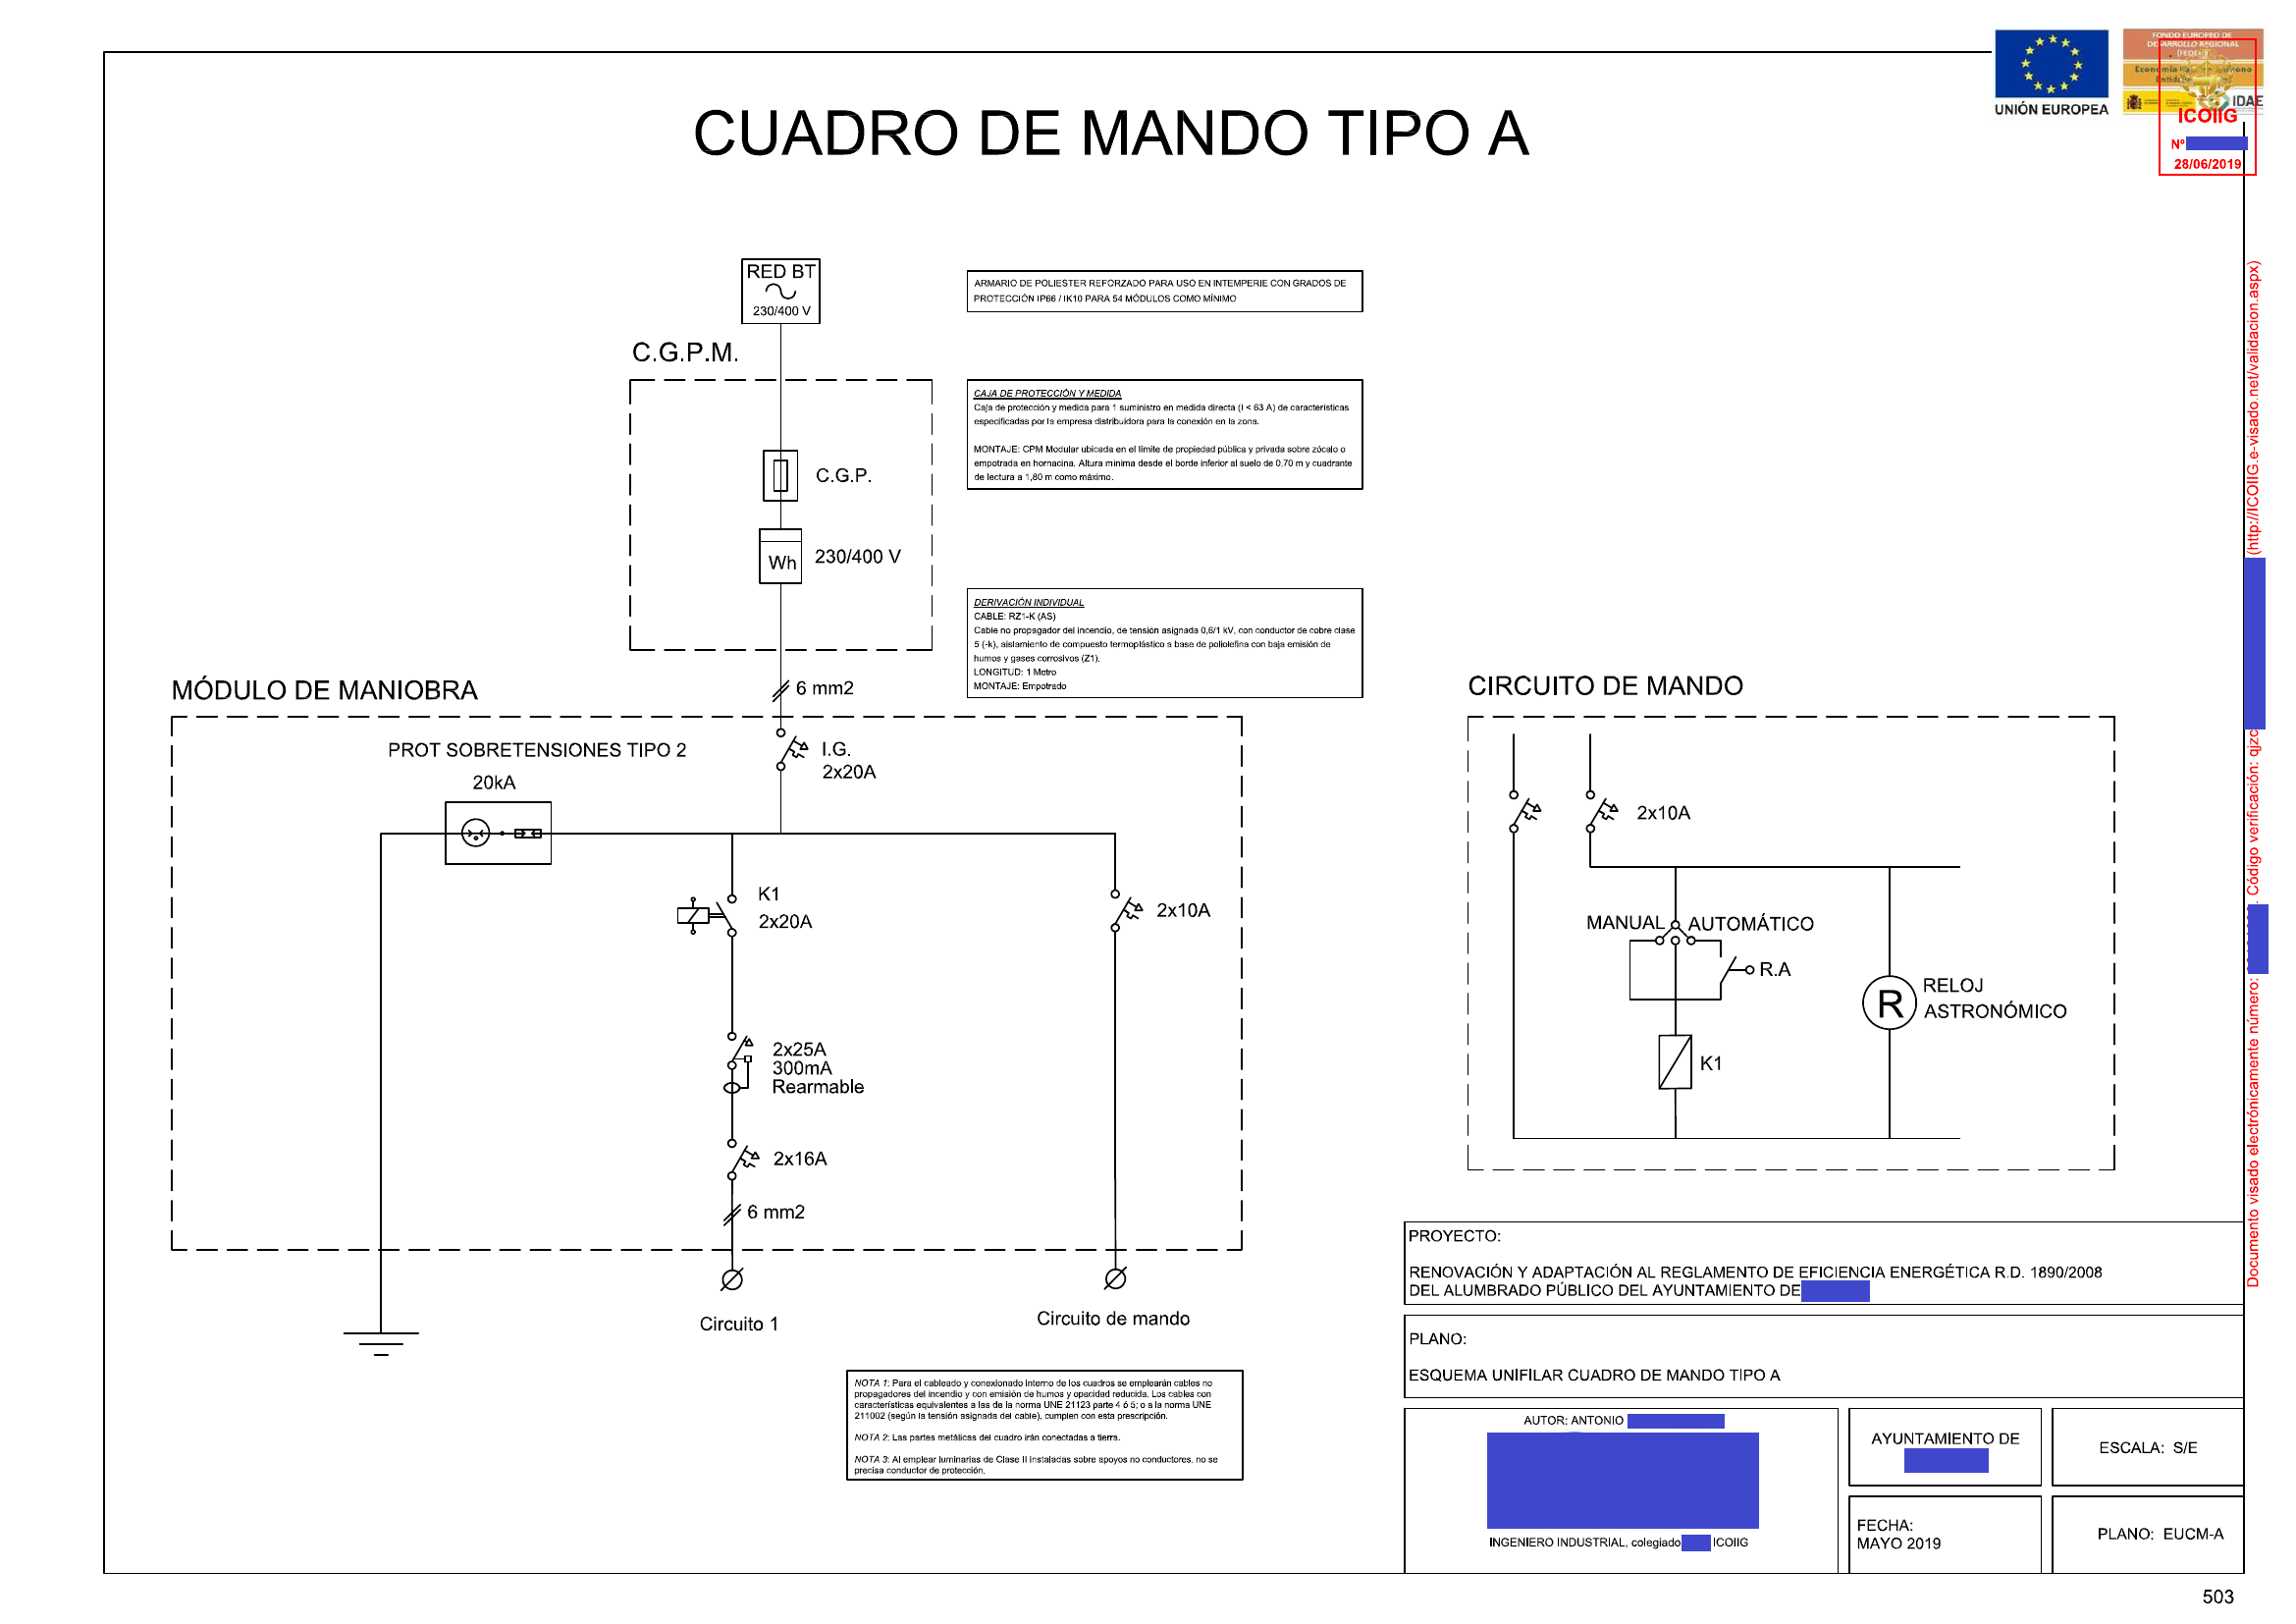 CUADRO DE MANDO TIPO A
UNIÓN EUROPEA
FONDO EUROPEO DE
DESARROLLO REGIONAL
(FEDER)
IDAE
ICOIIG
Nº
28/06/2019
RED BT
230/400 V
ARMARIO DE POLIESTER REFORZADO PARA USO EN INTEMPERIE CON GRADOS DE
PROTECCIÓN IP66 / IK10 PARA 54 MÓDULOS COMO MÍNIMO
C.G.P.M.
C.G.P.
Wh
230/400 V
CAJA DE PROTECCIÓN Y MEDIDA
Caja de protección y medida para 1 suministro en medida directa (I < 63 A) de características
especificadas por la empresa distribuidora para la conexión en la zona.
MONTAJE: CPM Modular ubicada en el límite de propiedad pública y privada sobre zócalo o
empotrada en hornacina. Altura minima desde el borde inferior al suelo de 0.70 m y cuadrante
de lectura a 1,80 m como máximo.
DERIVACIÓN INDIVIDUAL
CABLE: RZ1-K (AS)
Cable no propagador del incendio, de tensión asignada 0,6/1 kV, con conductor de cobre clase
5 (-k), aislamiento de compuesto termoplástico a base de poliolefina con baja emisión de
humos y gases corrosivos (Z1).
LONGITUD: 1 Metro
MONTAJE: Empotrado
6 mm2
MÓDULO DE MANIOBRA
PROT SOBRETENSIONES TIPO 2
20kA
I.G.
2x20A
K1
2x20A
2x10A
2x25A
300mA
Rearmable
2x16A
6 mm2
Circuito 1
Circuito de mando
CIRCUITO DE MANDO
2x10A
MANUAL
AUTOMÁTICO
R.A
K1
R
RELOJ
ASTRONÓMICO
NOTA 1: Para el cableado y conexionado interno de los cuadros se emplearán cables no
propagadores del incendio y con emisión de humos y opacidad reducida. Los cables con
características equivalentes a las de la norma UNE 21123 parte 4 ó 5; o a la norma UNE
211002 (según la tensión asignada del cable), cumplen con esta prescripción.
NOTA 2: Las partes metálicas del cuadro irán conectadas a tierra.
NOTA 3: Al emplear luminarias de Clase II instaladas sobre apoyos no conductores, no se
precisa conductor de protección.
PROYECTO:
RENOVACIÓN Y ADAPTACIÓN AL REGLAMENTO DE EFICIENCIA ENERGÉTICA R.D. 1890/2008
DEL ALUMBRADO PÚBLICO DEL AYUNTAMIENTO DE
PLANO:
ESQUEMA UNIFILAR CUADRO DE MANDO TIPO A
AUTOR: ANTONIO
INGENIERO INDUSTRIAL, colegiado ICOIIG
AYUNTAMIENTO DE
ESCALA: S/E
FECHA:
MAYO 2019
PLANO: EUCM-A
503
Documento visado electrónicamente número: . Código verificación: qjzc (http://ICOIIG.e-visado.net/validacion.aspx)